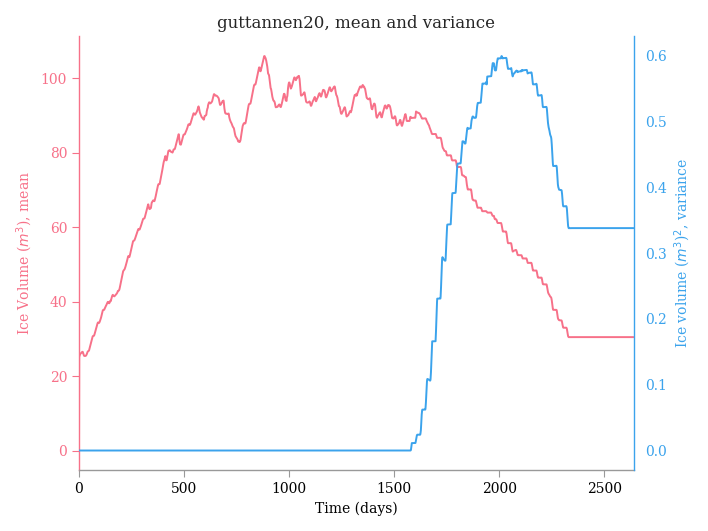 guttannen20, mean and variance
100
80
60
40
20
0
Ice Volume (m³), mean
0.6
0.5
0.4
0.3
0.2
0.1
0.0
Ice volume (m³)², variance
0 500 1000 1500 2000 2500
Time (days)